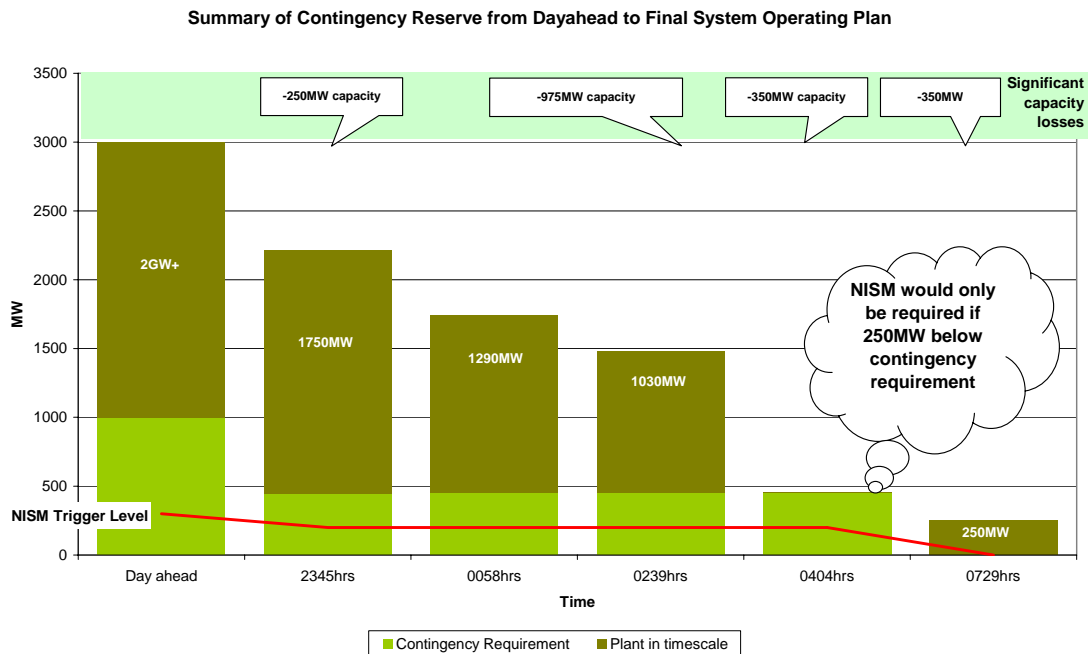 Summary of Contingency Reserve from Dayahead to Final System Operating Plan
3500
3000
2500
2000
1500
1000
500
0
MW
-250MW capacity
-975MW capacity
-350MW capacity
-350MW
Significant
capacity
losses
2GW+
1750MW
1290MW
1030MW
250MW
NISM would only
be required if
250MW below
contingency
requirement
NISM Trigger Level
Day ahead
2345hrs
0058hrs
0239hrs
0404hrs
0729hrs
Time
Contingency Requirement
Plant in timescale